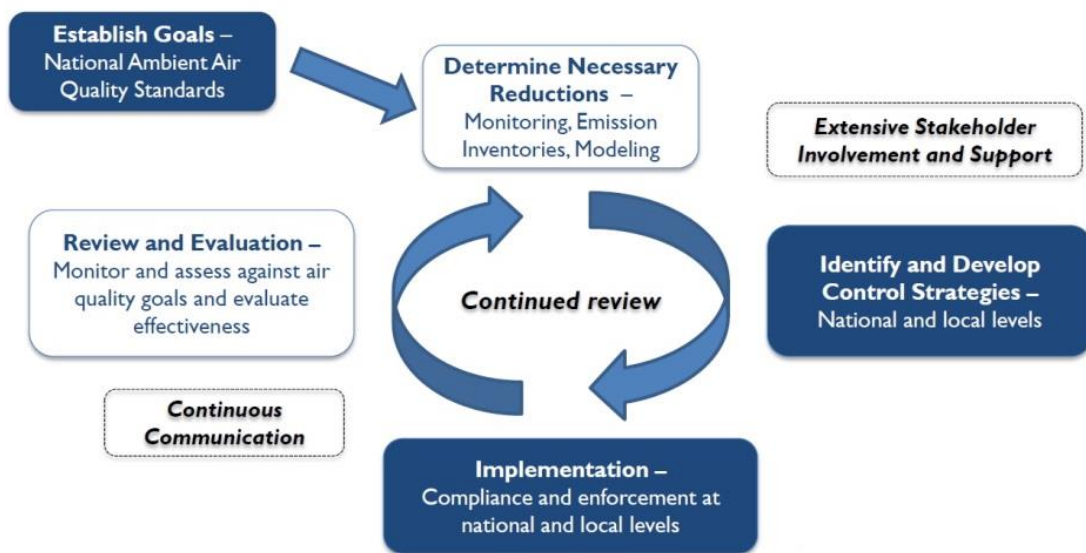 Establish Goals –
National Ambient Air
Quality Standards
Determine Necessary
Reductions –
Monitoring, Emission
Inventories, Modeling
Extensive Stakeholder
Involvement and Support
Review and Evaluation –
Monitor and assess against air
quality goals and evaluate
effectiveness
Continued review
Identify and Develop
Control Strategies –
National and local levels
Continuous
Communication
Implementation –
Compliance and enforcement at
national and local levels